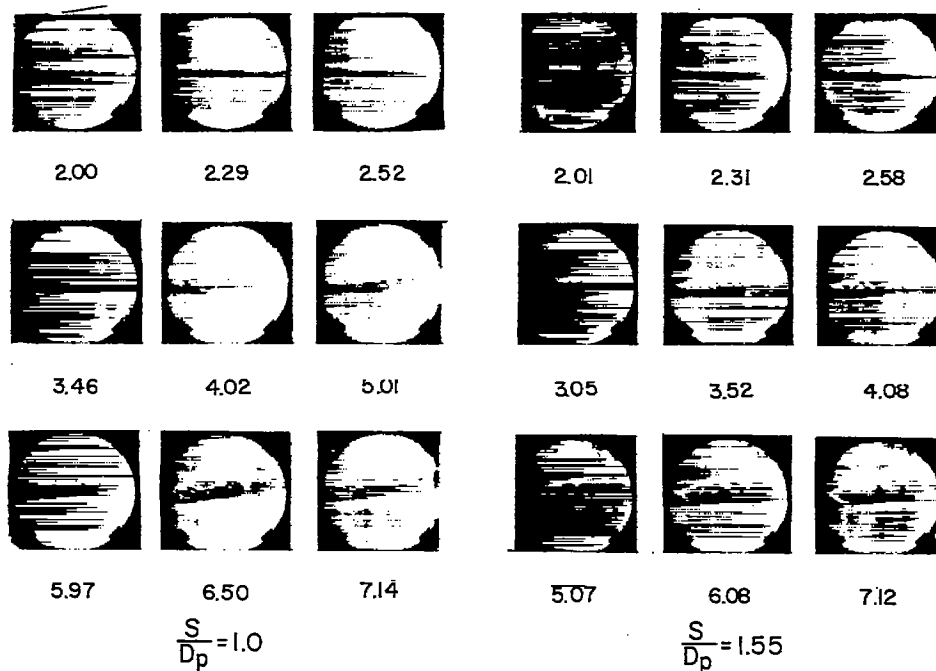 2.00 2.29 2.52 2.01 2.31 2.58
3.46 4.02 5.01 3.05 3.52 4.08
5.97 6.50 7.14 5.07 6.08 7.12
S/Dp = 1.0 S/Dp = 1.55